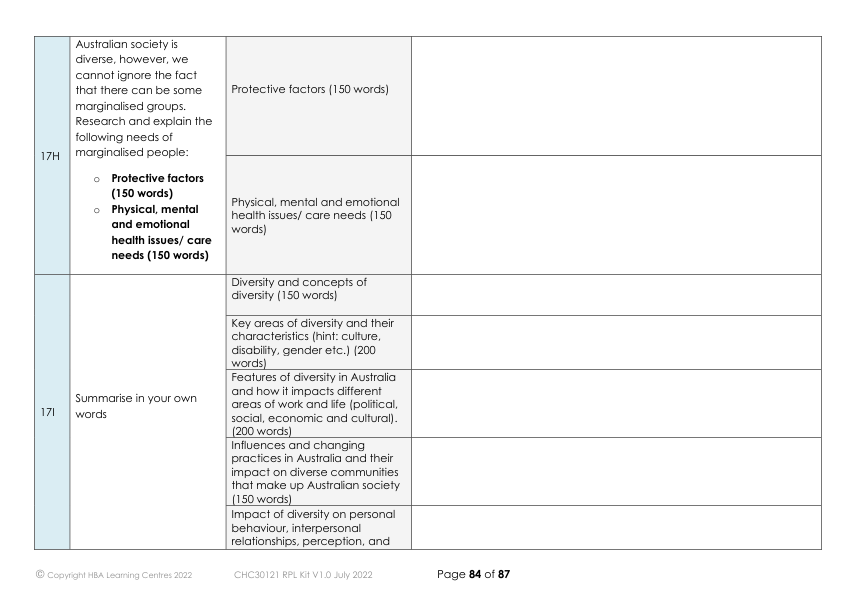 17H
Australian society is
diverse, however, we
cannot ignore the fact
that there can be some
marginalised groups.
Research and explain the
following needs of
marginalised people:
o Protective factors
(150 words)
o Physical, mental
and emotional
health issues/ care
needs (150 words)
Protective factors (150 words)
Physical, mental and emotional
health issues/ care needs (150
words)
17I
Summarise in your own
words
Diversity and concepts of
diversity (150 words)
Key areas of diversity and their
characteristics (hint: culture,
disability, gender etc.) (200
words)
Features of diversity in Australia
and how it impacts different
areas of work and life (political,
social, economic and cultural).
(200 words)
Influences and changing
practices in Australia and their
impact on diverse communities
that make up Australian society
(150 words)
Impact of diversity on personal
behaviour, interpersonal
relationships, perception, and
© Copyright HBA Learning Centres 2022 CHC30121 RPL Kit V1.0 July 2022 Page 84 of 87